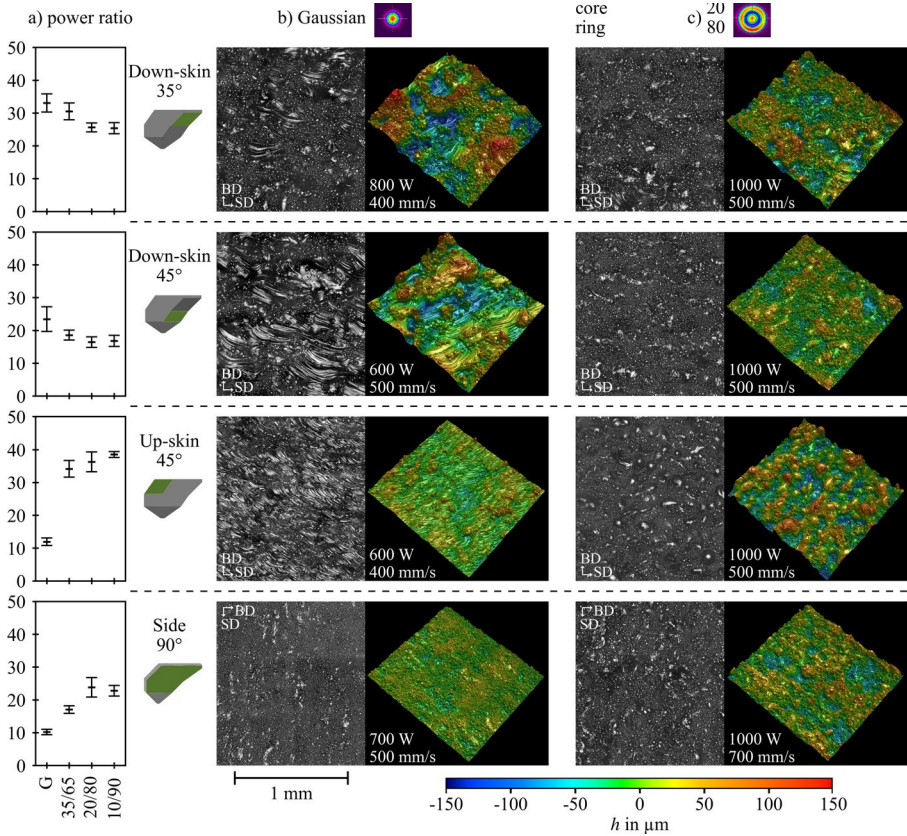 a) power ratio
b) Gaussian
core
ring
c)
20
80
50
40
30
20
10
0
Down-skin
35°
BD
SD
800 W
400 mm/s
BD
SD
1000 W
500 mm/s
50
40
30
20
10
0
Down-skin
45°
BD
SD
600 W
500 mm/s
BD
SD
1000 W
500 mm/s
50
40
30
20
10
0
Up-skin
45°
BD
SD
600 W
400 mm/s
BD
SD
1000 W
500 mm/s
50
40
30
20
10
0
Side
90°
BD
SD
700 W
500 mm/s
BD
SD
1000 W
700 mm/s
G
35/65
20/80
10/90
1 mm
-150
-100
-50
0
50
100
150
h in µm